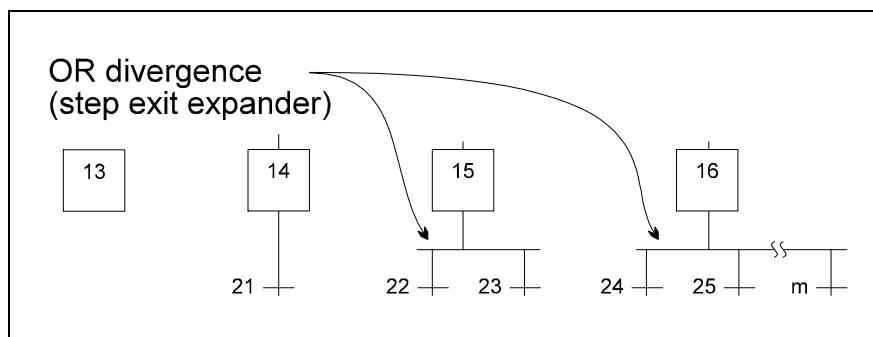 OR divergence
(step exit expander)
13 14 15 16
21 22 23 24 25 m